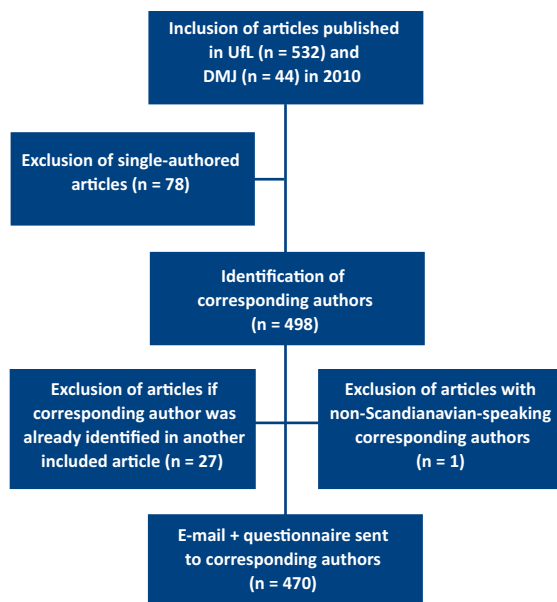 Inclusion of articles published
in UfL (n = 532) and
DMJ (n = 44) in 2010
Exclusion of single-authored
articles (n = 78)
Identification of
corresponding authors
(n = 498)
Exclusion of articles if
corresponding author was
already identified in another
included article (n = 27)
Exclusion of articles with
non-Scandianavian-speaking
corresponding authors
(n = 1)
E-mail + questionnaire sent
to corresponding authors
(n = 470)